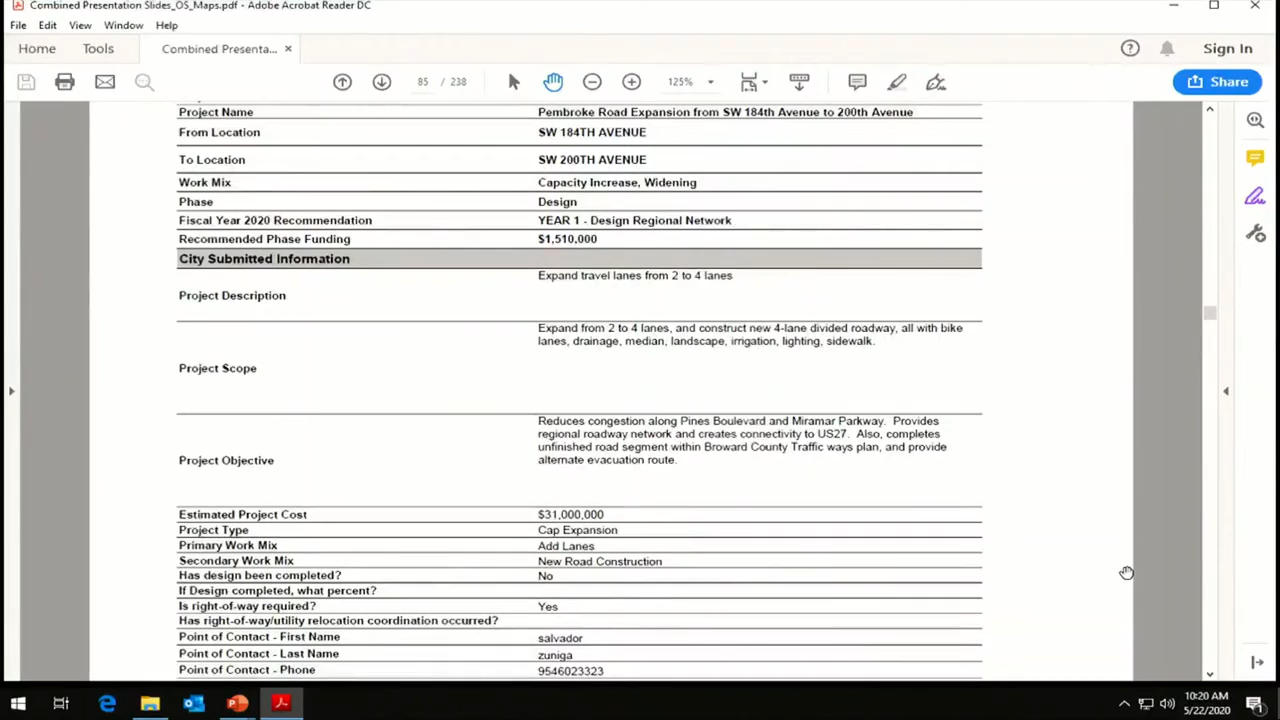 Combined Presentation Slides_OS_Maps.pdf - Adobe Acrobat Reader DC
File Edit View Window Help
Home Tools Combined Presenta... × Sign In
85 / 238 125% Share
Project Name Pembroke Road Expansion from SW 184th Avenue to 200th Avenue
From Location SW 184TH AVENUE
To Location SW 200TH AVENUE
Work Mix Capacity Increase, Widening
Phase Design
Fiscal Year 2020 Recommendation YEAR 1 - Design Regional Network
Recommended Phase Funding $1,510,000
City Submitted Information
Expand travel lanes from 2 to 4 lanes
Project Description
Expand from 2 to 4 lanes, and construct new 4-lane divided roadway, all with bike
lanes, drainage, median, landscape, irrigation, lighting, sidewalk.
Project Scope
Reduces congestion along Pines Boulevard and Miramar Parkway. Provides
regional roadway network and creates connectivity to US27. Also, completes
unfinished road segment within Broward County Traffic ways plan, and provide
alternate evacuation route.
Project Objective
Estimated Project Cost $31,000,000
Project Type Cap Expansion
Primary Work Mix Add Lanes
Secondary Work Mix New Road Construction
Has design been completed? No
If Design completed, what percent?
Is right-of-way required? Yes
Has right-of-way/utility relocation coordination occurred?
Point of Contact - First Name salvador
Point of Contact - Last Name zuniga
Point of Contact - Phone 9546023323
10:20 AM
5/22/2020
1